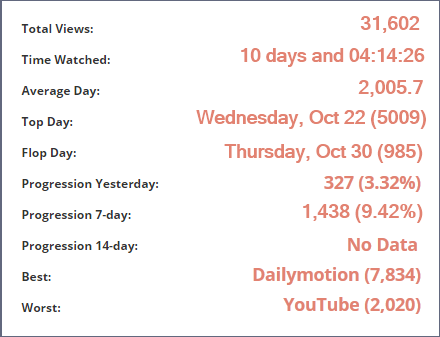 Total Views: 31,602
Time Watched: 10 days and 04:14:26
Average Day: 2,005.7
Top Day: Wednesday, Oct 22 (5009)
Flop Day: Thursday, Oct 30 (985)
Progression Yesterday: 327 (3.32%)
Progression 7-day: 1,438 (9.42%)
Progression 14-day: No Data
Best: Dailymotion (7,834)
Worst: YouTube (2,020)